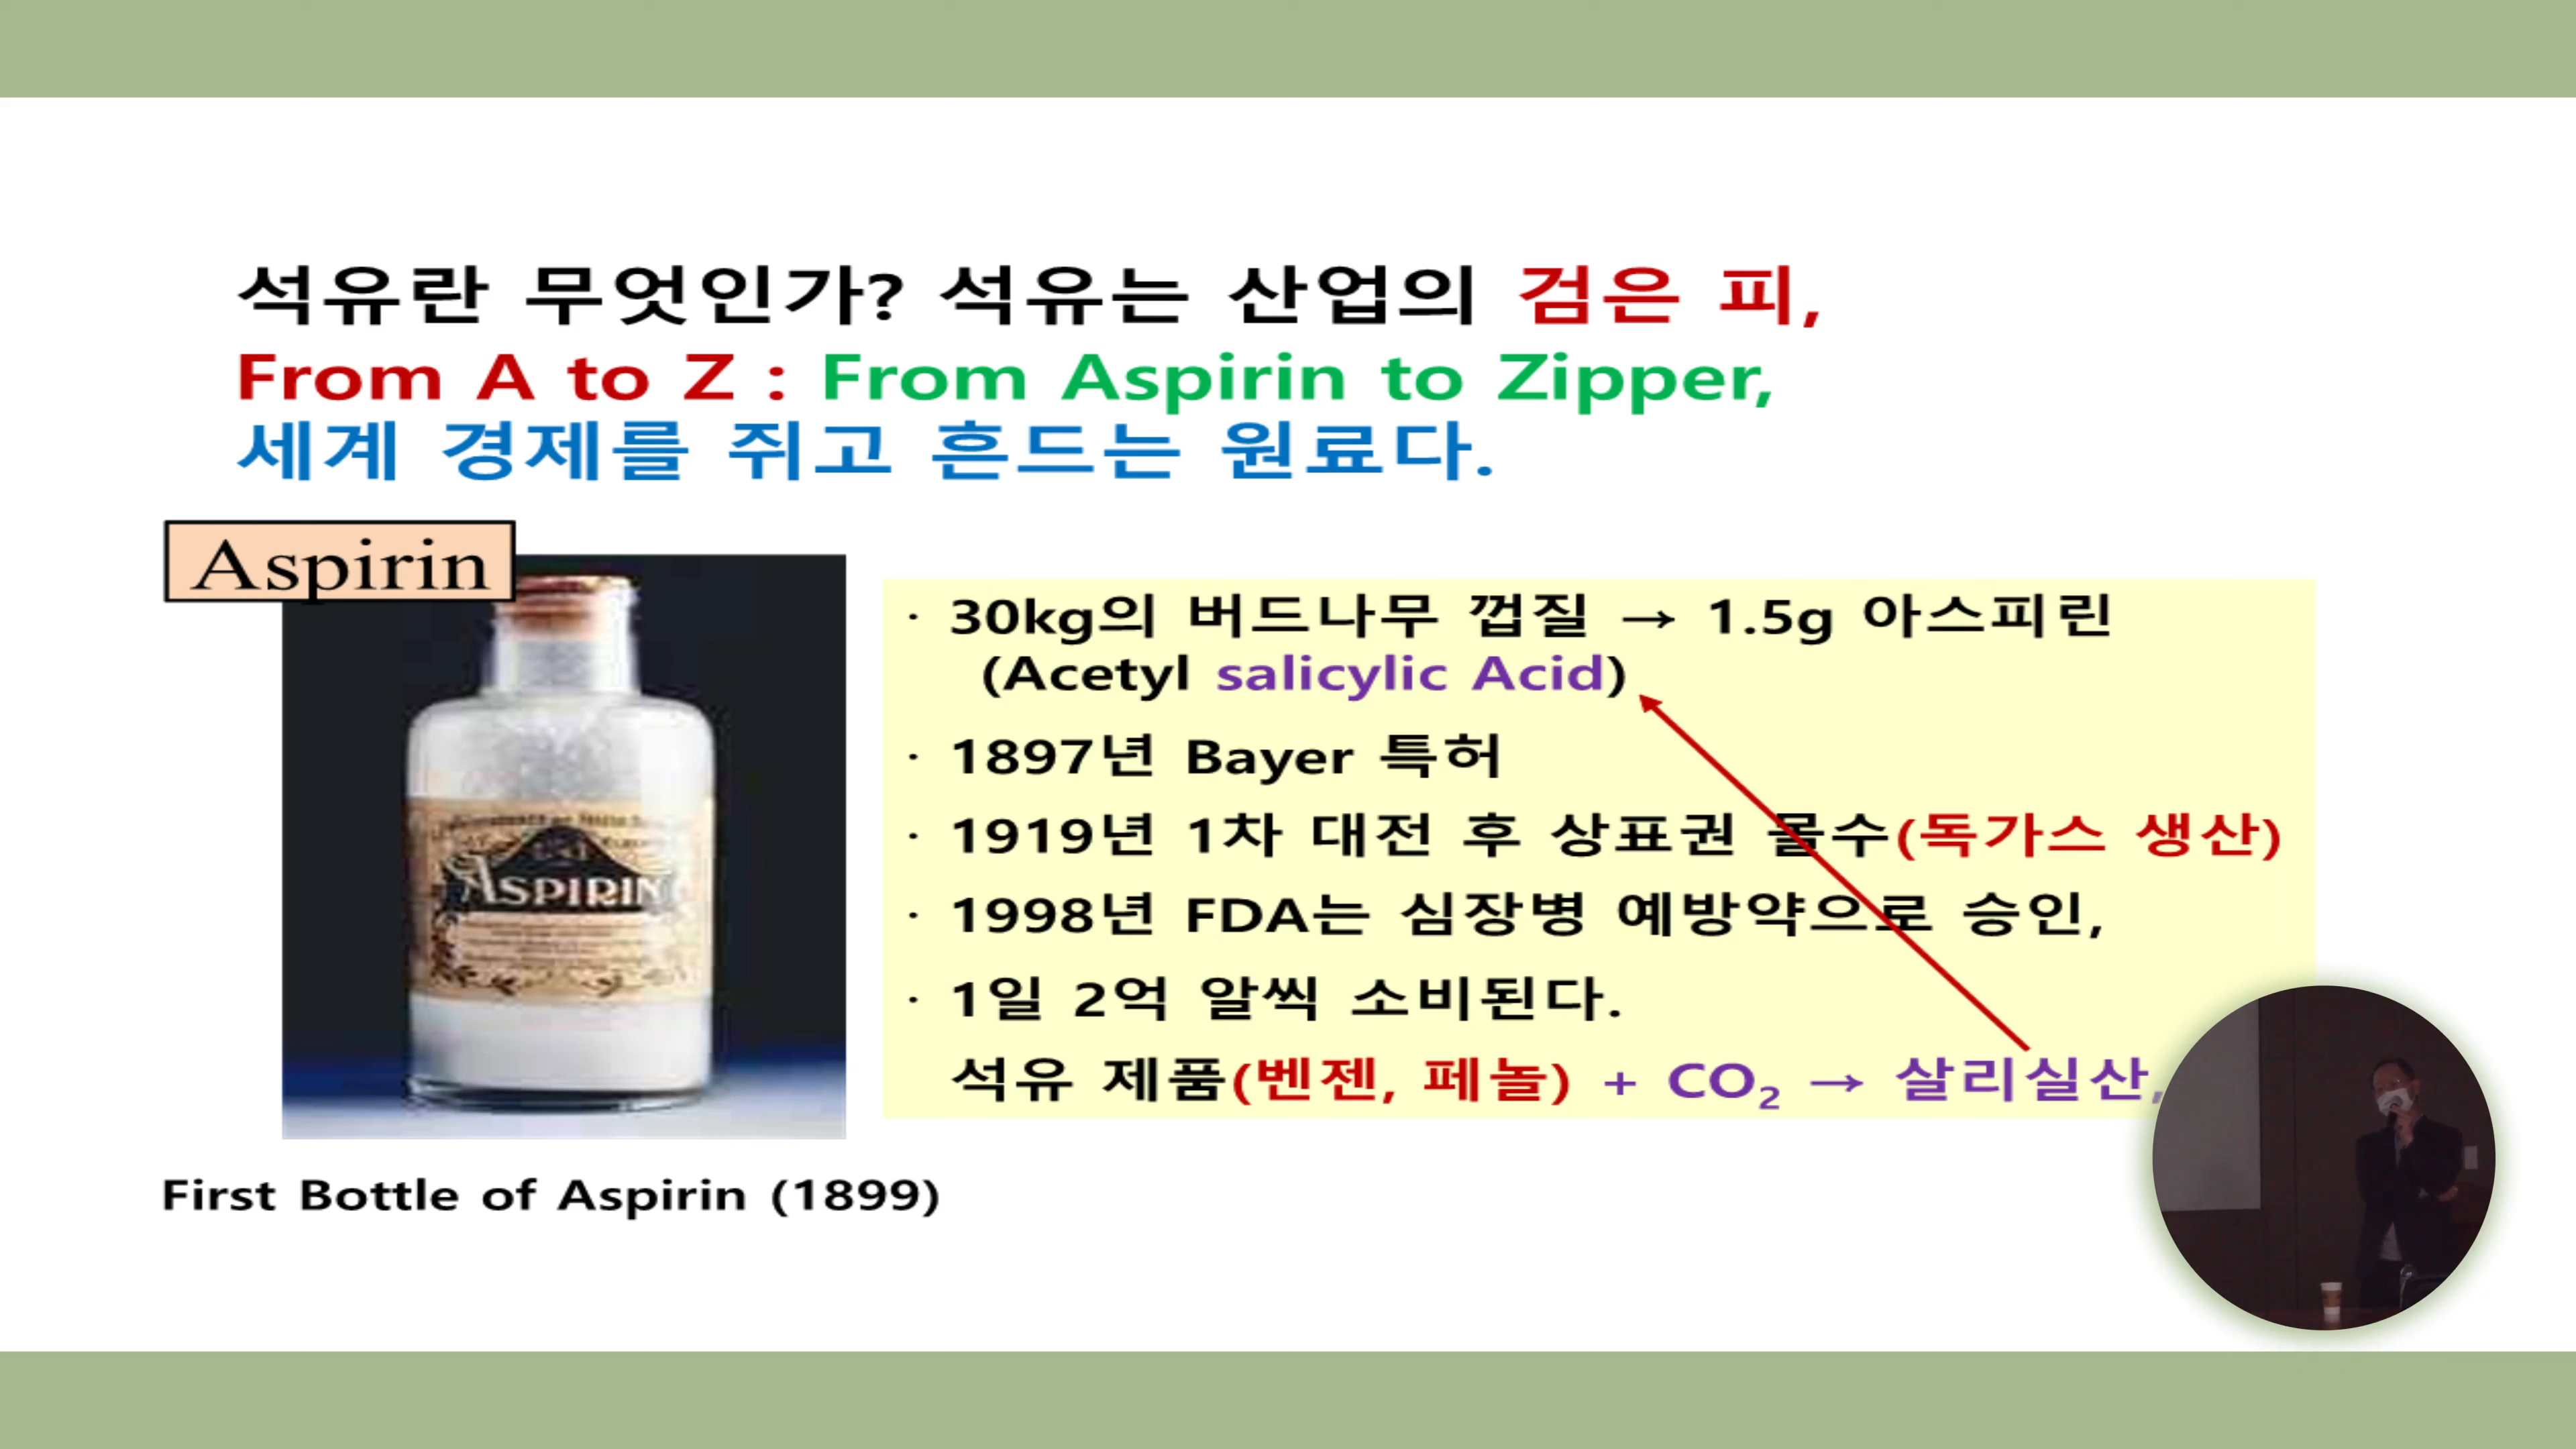 석유란 무엇인가? 석유는 산업의 검은 피,
From A to Z : From Aspirin to Zipper,
세계 경제를 쥐고 흔드는 원료다.
Aspirin
ASPIRIN
· 30kg의 버드나무 껍질 → 1.5g 아스피린
(Acetyl salicylic Acid)
· 1897년 Bayer 특허
· 1919년 1차 대전 후 상표권 몰수(독가스 생산)
· 1998년 FDA는 심장병 예방약으로 승인,
· 1일 2억 알씩 소비된다.
석유 제품(벤젠, 페놀) + CO₂ → 살리실산,
First Bottle of Aspirin (1899)